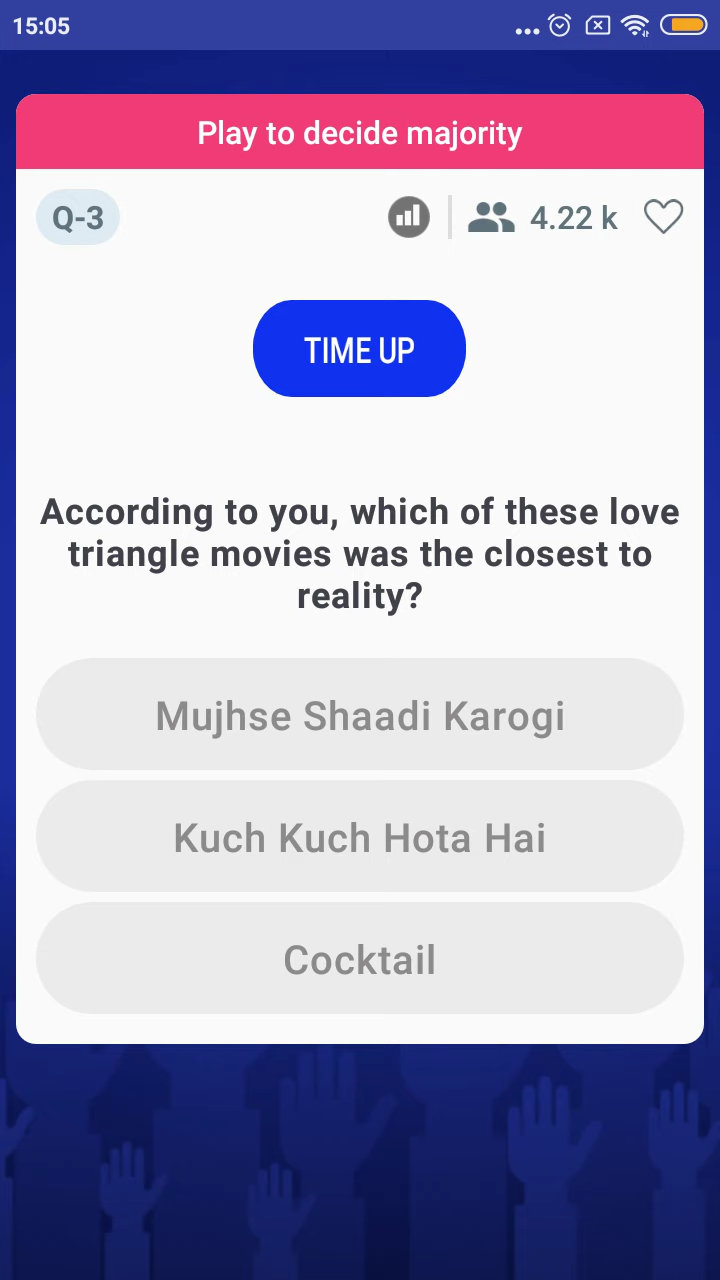 15:05
Play to decide majority
Q-3
4.22 k
TIME UP
According to you, which of these love
triangle movies was the closest to
reality?
Mujhse Shaadi Karogi
Kuch Kuch Hota Hai
Cocktail